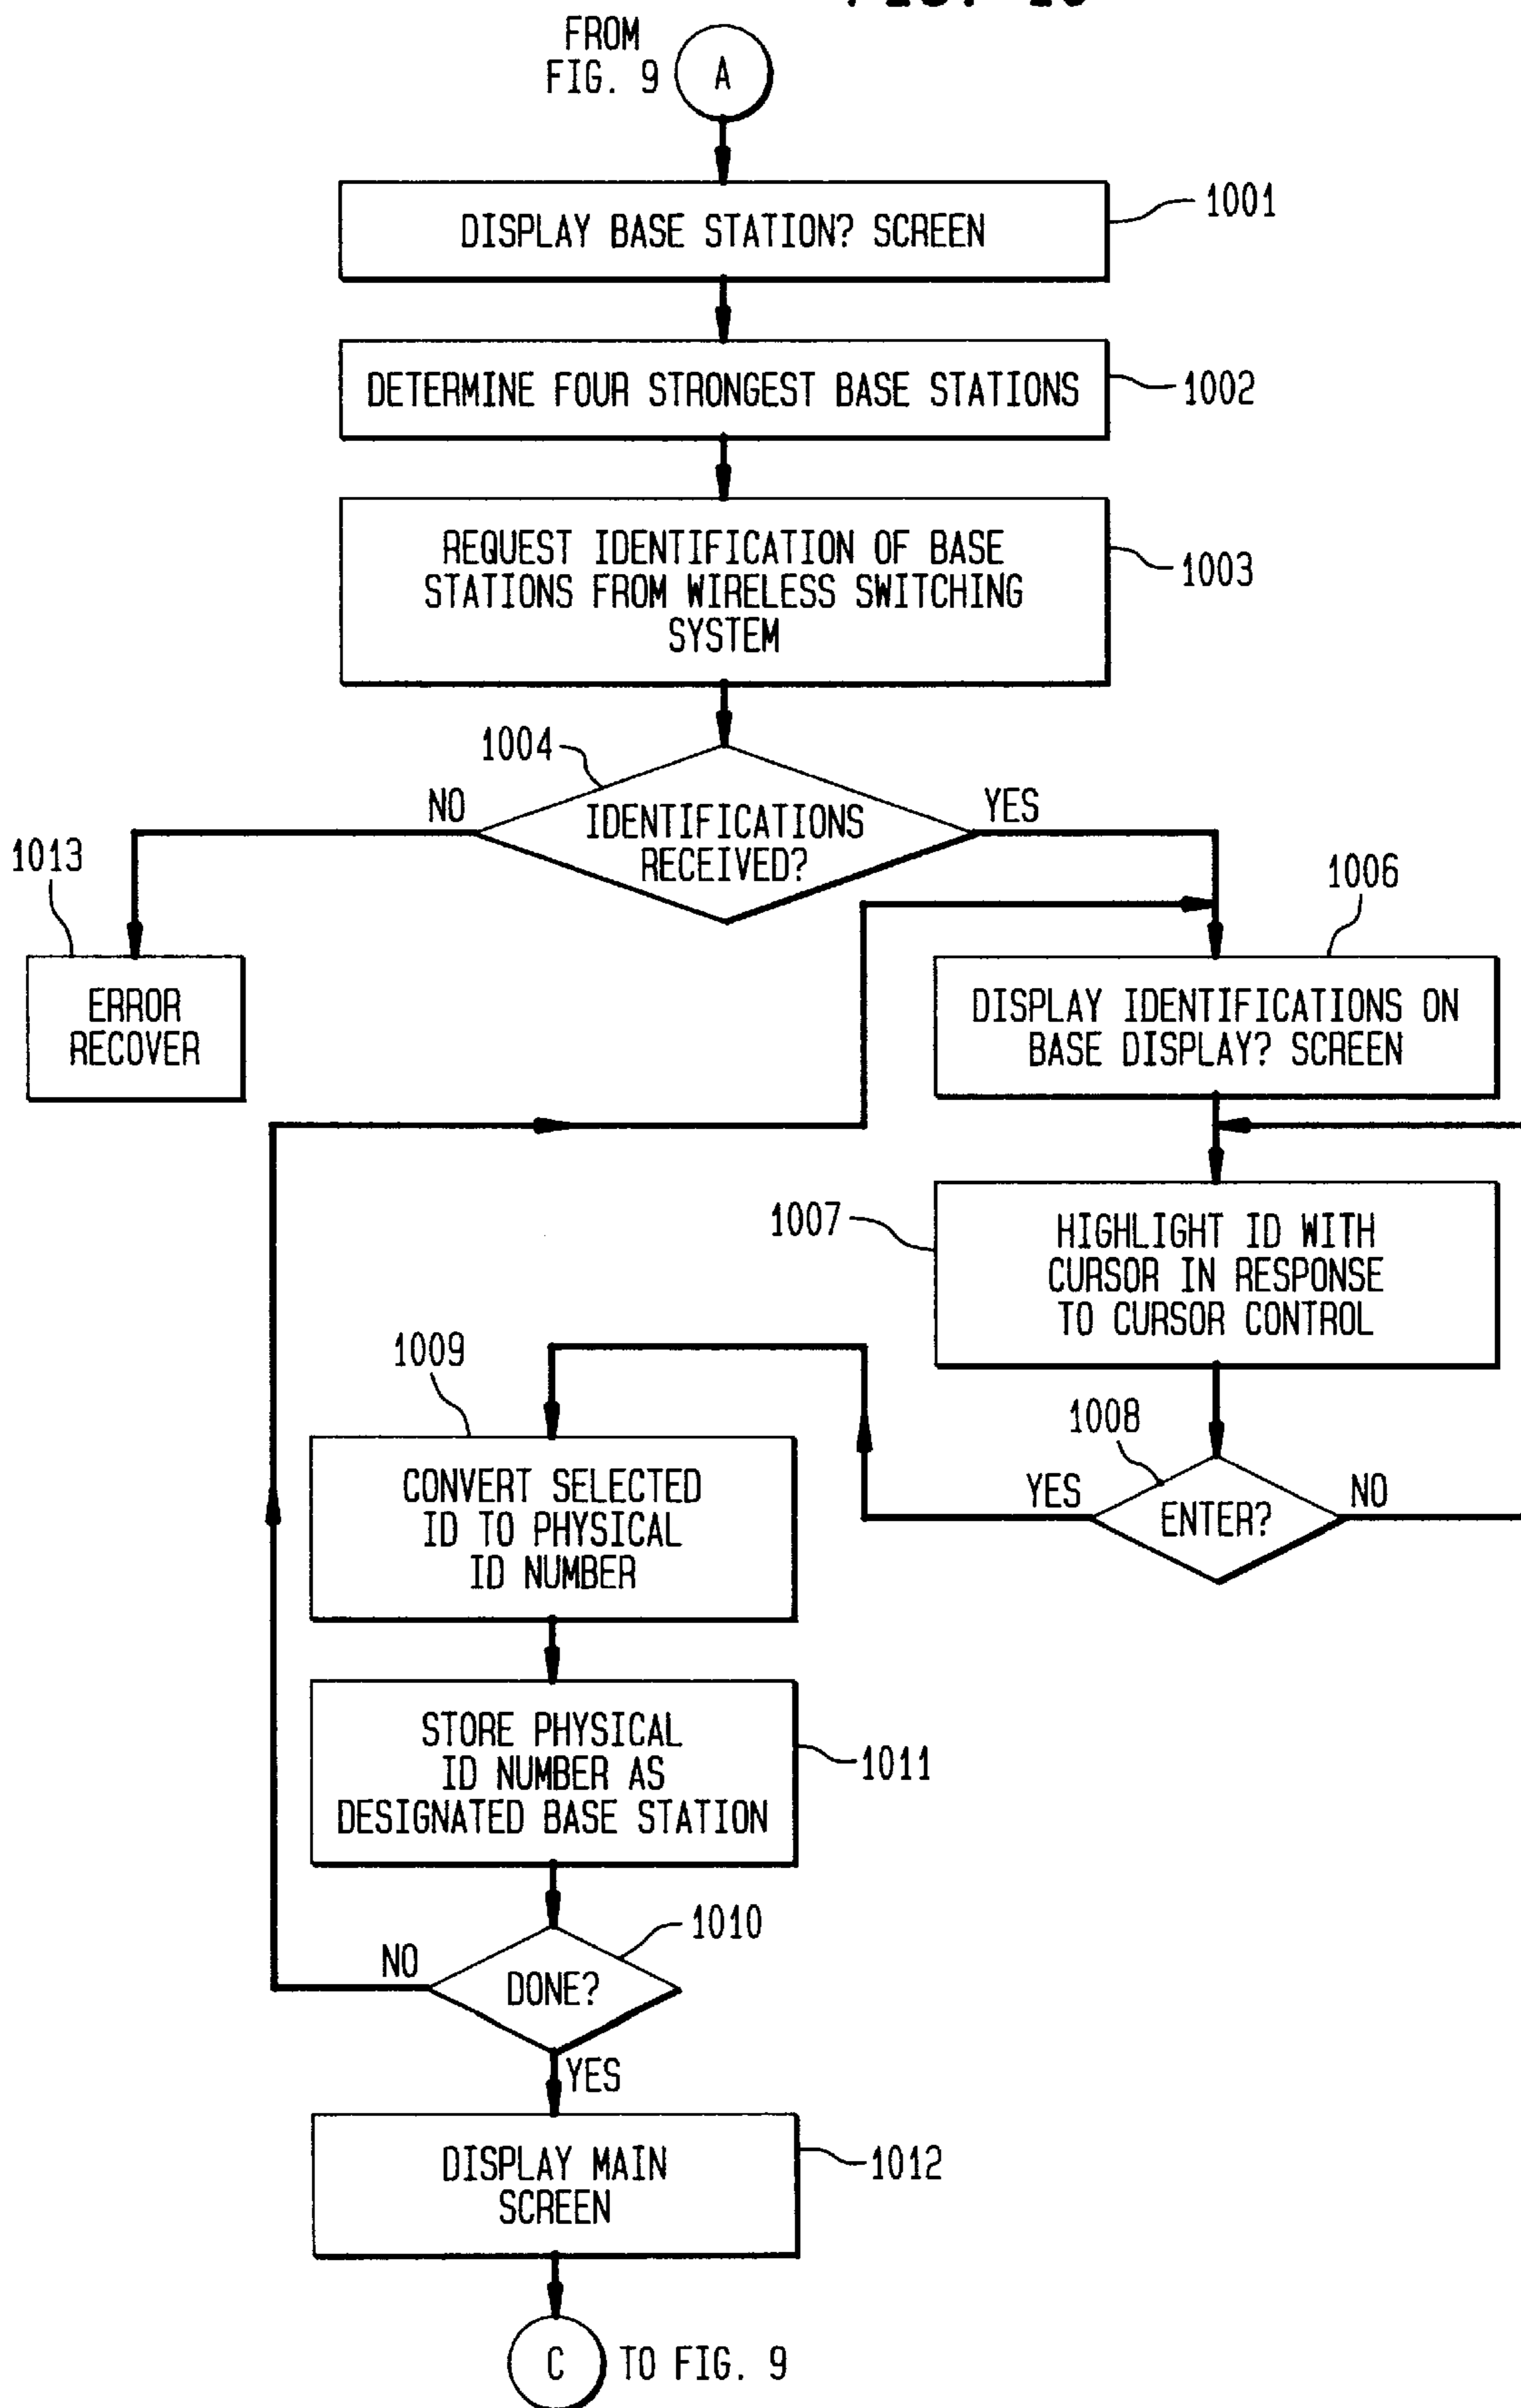 FROM
FIG. 9
A
DISPLAY BASE STATION? SCREEN
1001
DETERMINE FOUR STRONGEST BASE STATIONS
1002
REQUEST IDENTIFICATION OF BASE
STATIONS FROM WIRELESS SWITCHING
SYSTEM
1003
1004
NO
IDENTIFICATIONS
RECEIVED?
YES
1013
ERROR
RECOVER
1006
DISPLAY IDENTIFICATIONS ON
BASE DISPLAY? SCREEN
1007
HIGHLIGHT ID WITH
CURSOR IN RESPONSE
TO CURSOR CONTROL
1008
YES
ENTER?
NO
1009
CONVERT SELECTED
ID TO PHYSICAL
ID NUMBER
STORE PHYSICAL
ID NUMBER AS
DESIGNATED BASE STATION
1011
1010
NO
DONE?
YES
DISPLAY MAIN
SCREEN
1012
C
TO FIG. 9